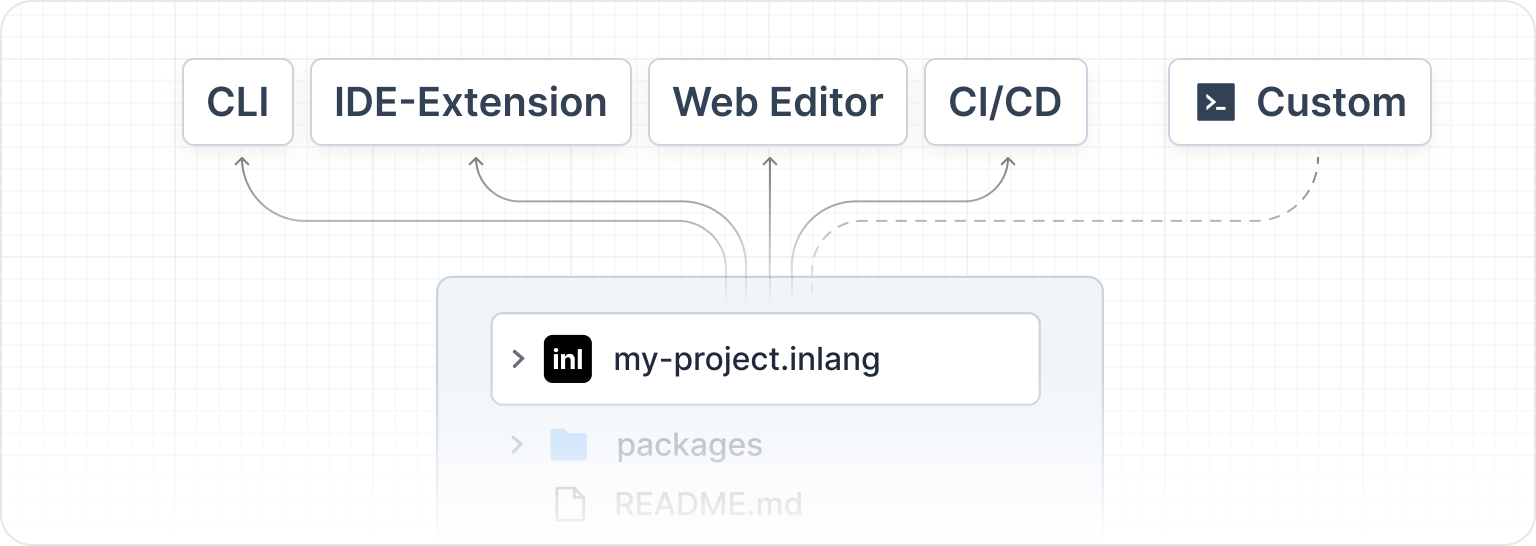 CLI
IDE-Extension
Web Editor
CI/CD
Custom
inl
my-project.inlang
packages
README.md